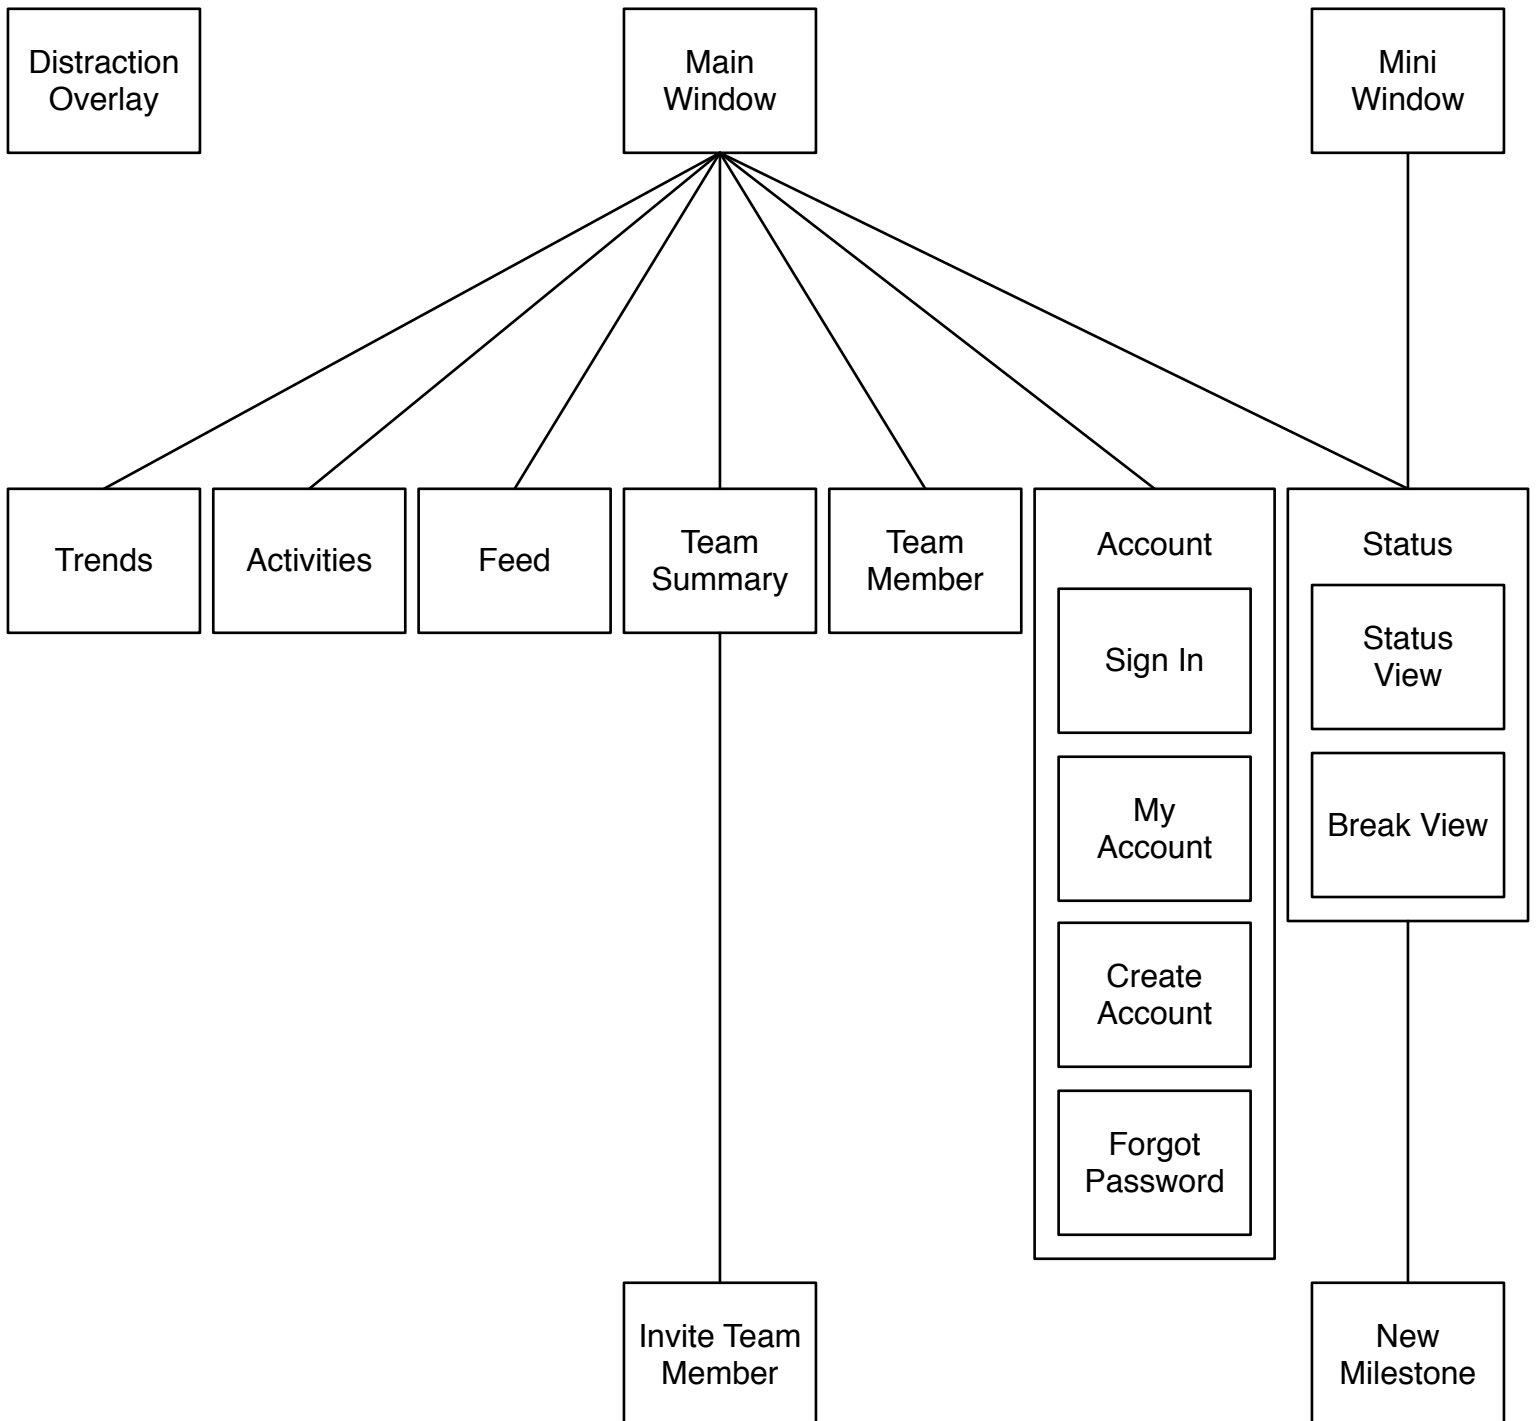 Distraction
Overlay
Main
Window
Mini
Window
Trends
Activities
Feed
Team
Summary
Team
Member
Account
Sign In
My
Account
Create
Account
Forgot
Password
Status
Status
View
Break View
Invite Team
Member
New
Milestone